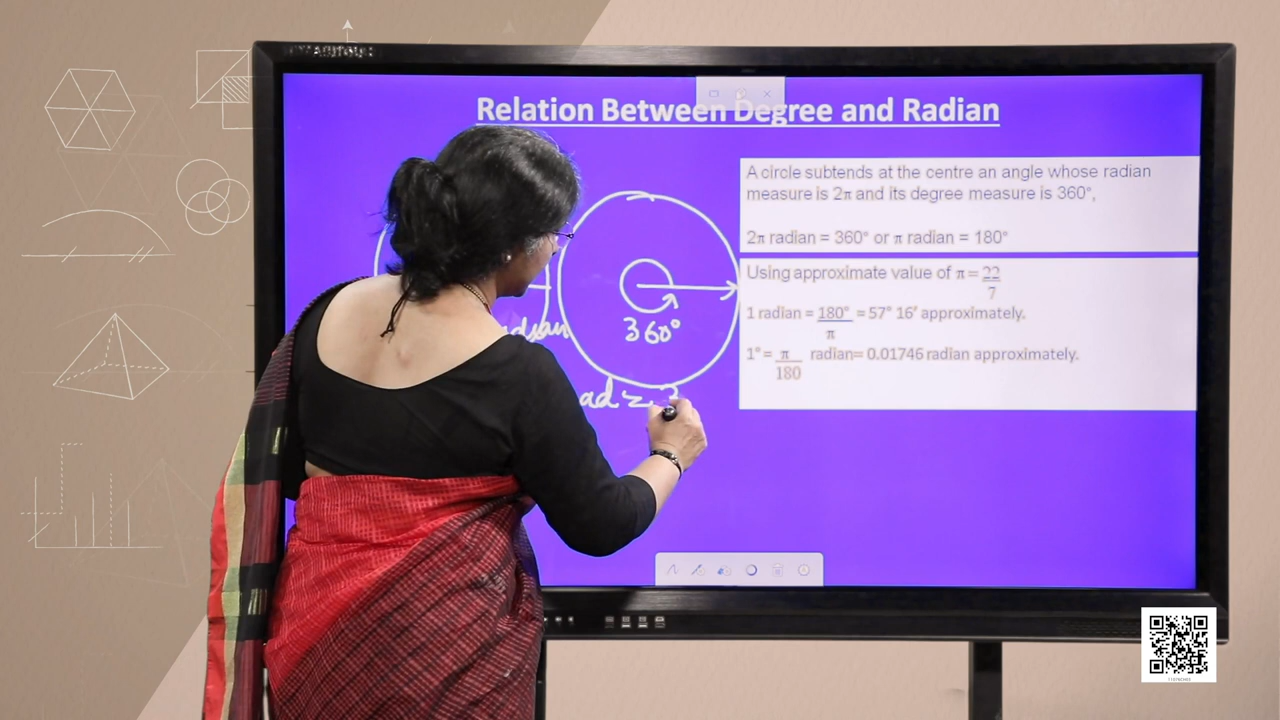 Relation Between Degree and Radian
A circle subtends at the centre an angle whose radian
measure is 2π and its degree measure is 360°,
2π radian = 360° or π radian = 180°
Using approximate value of π = 22/7
1 radian = 180°/π = 57° 16′ approximately.
1° = π/180 radian= 0.01746 radian approximately.
360°